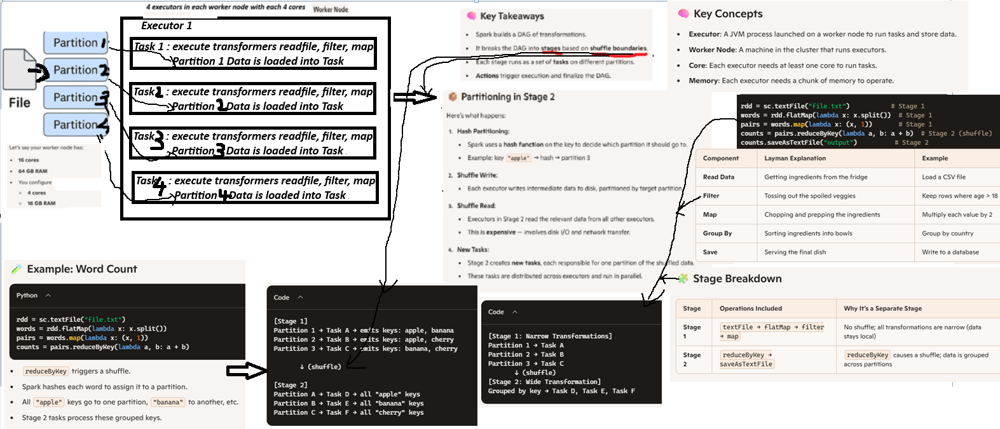 4 executors in each worker node with each 4 cores
Worker Node
Executor 1
Task 1 : execute transformers readfile, filter, map
Partition 1 Data is loaded into Task
Task 2 : execute transformers readfile, filter, map
Partition 2 Data is loaded into Task
Task 3 : execute transformers readfile, filter, map
Partition 3 Data is loaded into Task
Task 4 : execute transformers readfile, filter, map
Partition 4 Data is loaded into Task
File
Partition 1
Partition 2
Partition 3
Partition 4
Let's say your worker node has:
• 16 cores
• 64 GB RAM
• You configure
○ 4 cores
○ 16 GB RAM
🧠 Key Takeaways
• Spark builds a DAG of transformations.
• It breaks the DAG into stages based on shuffle boundaries.
• Each stage runs as a set of tasks on different partitions.
• Actions trigger execution and finalize the DAG.
📦 Partitioning in Stage 2
Here's what happens:
1. Hash Partitioning:
• Spark uses a hash function on the key to decide which partition it should go to.
• Example: key "apple" → hash → partition 3
2. Shuffle Write:
• Each executor writes intermediate data to disk, partitioned by target partition
3. Shuffle Read:
• Executors in Stage 2 read the relevant data from all other executors.
• This is expensive — involves disk I/O and network transfer.
4. New Tasks:
• Stage 2 creates new tasks, each responsible for one partition of the shuffled data.
• These tasks are distributed across executors and run in parallel.
🧠 Key Concepts
• Executor: A JVM process launched on a worker node to run tasks and store data.
• Worker Node: A machine in the cluster that runs executors.
• Core: Each executor needs at least one core to run tasks.
• Memory: Each executor needs a chunk of memory to operate.
rdd = sc.textFile("file.txt") # Stage 1
words = rdd.flatMap(lambda x: x.split()) # Stage 1
pairs = words.map(lambda x: (x, 1)) # Stage 1
counts = pairs.reduceByKey(lambda a, b: a + b) # Stage 2 (shuffle)
counts.saveAsTextFile("output") # Stage 2
Component Layman Explanation Example
Read Data Getting ingredients from the fridge Load a CSV file
Filter Tossing out the spoiled veggies Keep rows where age > 18
Map Chopping and prepping the ingredients Multiply each value by 2
Group By Sorting ingredients into bowls Group by country
Save Serving the final dish Write to a database
🧩 Stage Breakdown
Stage Operations Included Why It's a Separate Stage
Stage 1 textFile → flatMap → filter → map No shuffle; all transformations are narrow (data stays local)
Stage 2 reduceByKey → saveAsTextFile reduceByKey causes a shuffle; data is grouped across partitions
🧪 Example: Word Count
Python
rdd = sc.textFile("file.txt")
words = rdd.flatMap(lambda x: x.split())
pairs = words.map(lambda x: (x, 1))
counts = pairs.reduceByKey(lambda a, b: a + b)
• reduceByKey triggers a shuffle.
• Spark hashes each word to assign it to a partition.
• All "apple" keys go to one partition, "banana" to another, etc.
• Stage 2 tasks process these grouped keys.
Code
[Stage 1]
Partition 1 → Task A → emits keys: apple, banana
Partition 2 → Task B → emits keys: apple, cherry
Partition 3 → Task C → emits keys: banana, cherry
↓ (shuffle)
[Stage 2]
Partition A → Task D → all "apple" keys
Partition B → Task E → all "banana" keys
Partition C → Task F → all "cherry" keys
Code
[Stage 1: Narrow Transformations]
Partition 1 → Task A
Partition 2 → Task B
Partition 3 → Task C
↓ (shuffle)
[Stage 2: Wide Transformation]
Grouped by key → Task D, Task E, Task F